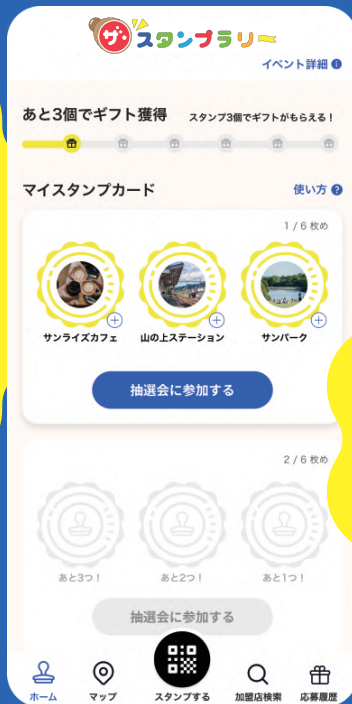 ザ・スタンプラリー
イベント詳細
あと3個でギフト獲得
スタンプ3個でギフトがもらえる！
マイスタンプカード
使い方
1 / 6 枚め
サンライズカフェ
山の上ステーション
サンパーク
抽選会に参加する
2 / 6 枚め
あと3つ！
あと2つ！
あと1つ！
抽選会に参加する
ホーム
マップ
スタンプする
加盟店検索
応募履歴